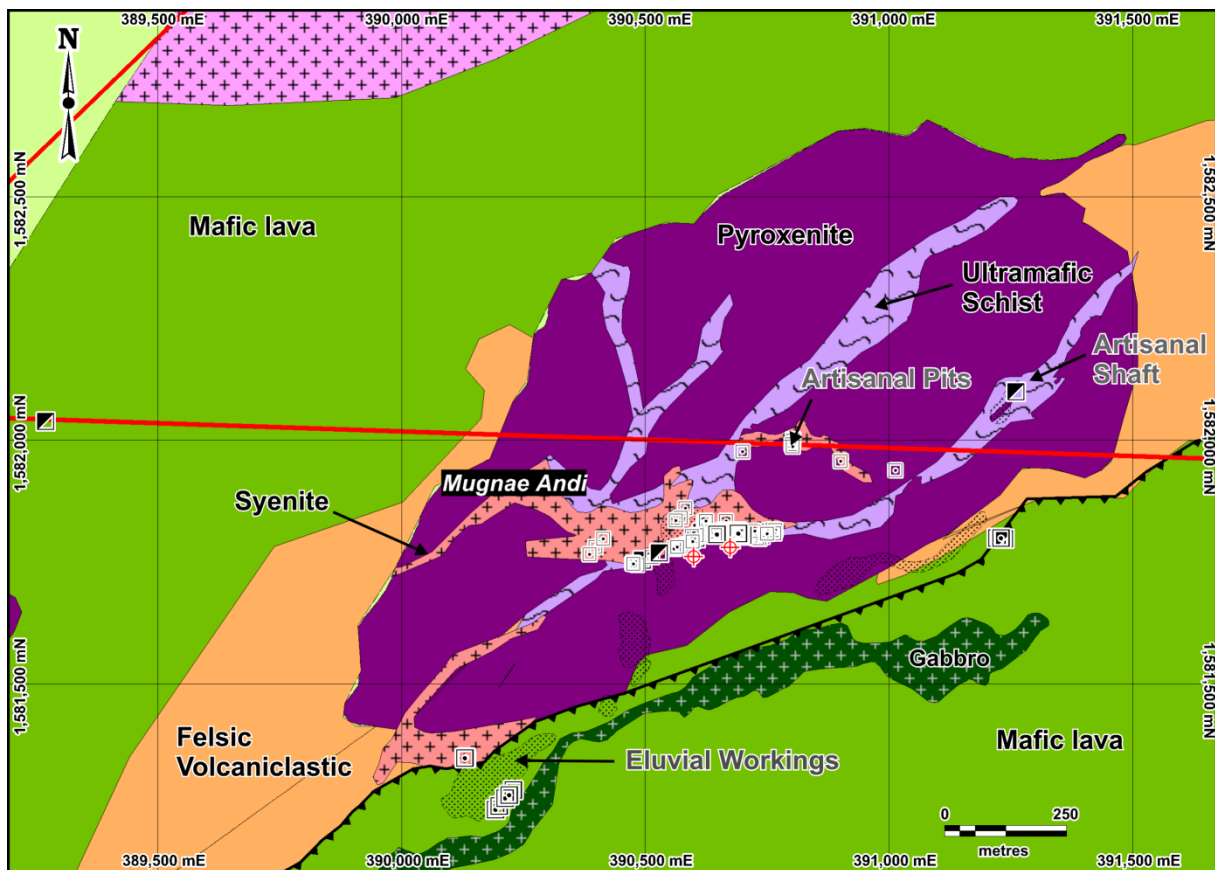 389,500 mE
390,000 mE
390,500 mE
391,000 mE
391,500 mE
N
1,582,500 mN
1,582,500 mN
Mafic lava
Pyroxenite
Ultramafic
Schist
Artisanal
Shaft
Artisanal Pits
1,582,000 mN
1,582,000 mN
Mugnae Andi
Syenite
Gabbro
1,581,500 mN
1,581,500 mN
Felsic
Volcaniclastic
Mafic lava
Eluvial Workings
0
250
metres
389,500 mE
390,000 mE
390,500 mE
391,000 mE
391,500 mE